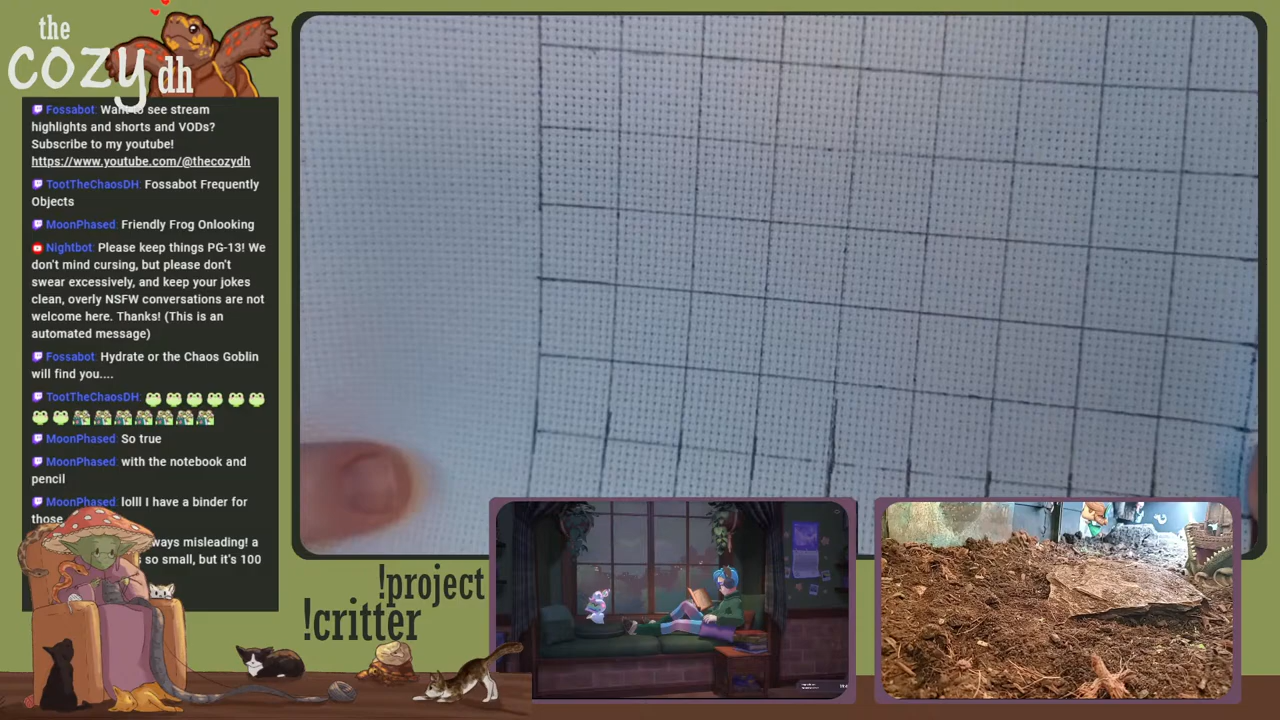 the
cozy dh
Fossabot: Want to see stream
highlights and shorts and VODs?
Subscribe to my youtube!
https://www.youtube.com/@thecozydh
TootTheChaosDH: Fossabot Frequently
Objects
MoonPhased: Friendly Frog Onlooking
Nightbot: Please keep things PG-13! We
don't mind cursing, but please don't
swear excessively, and keep your jokes
clean, overly NSFW conversations are not
welcome here. Thanks! (This is an
automated message)
Fossabot: Hydrate or the Chaos Goblin
will find you....
TootTheChaosDH:
MoonPhased: So true
MoonPhased: with the notebook and
pencil
MoonPhased: lolll I have a binder for
those
ways misleading! a
s so small, but it's 100
!project
!critter